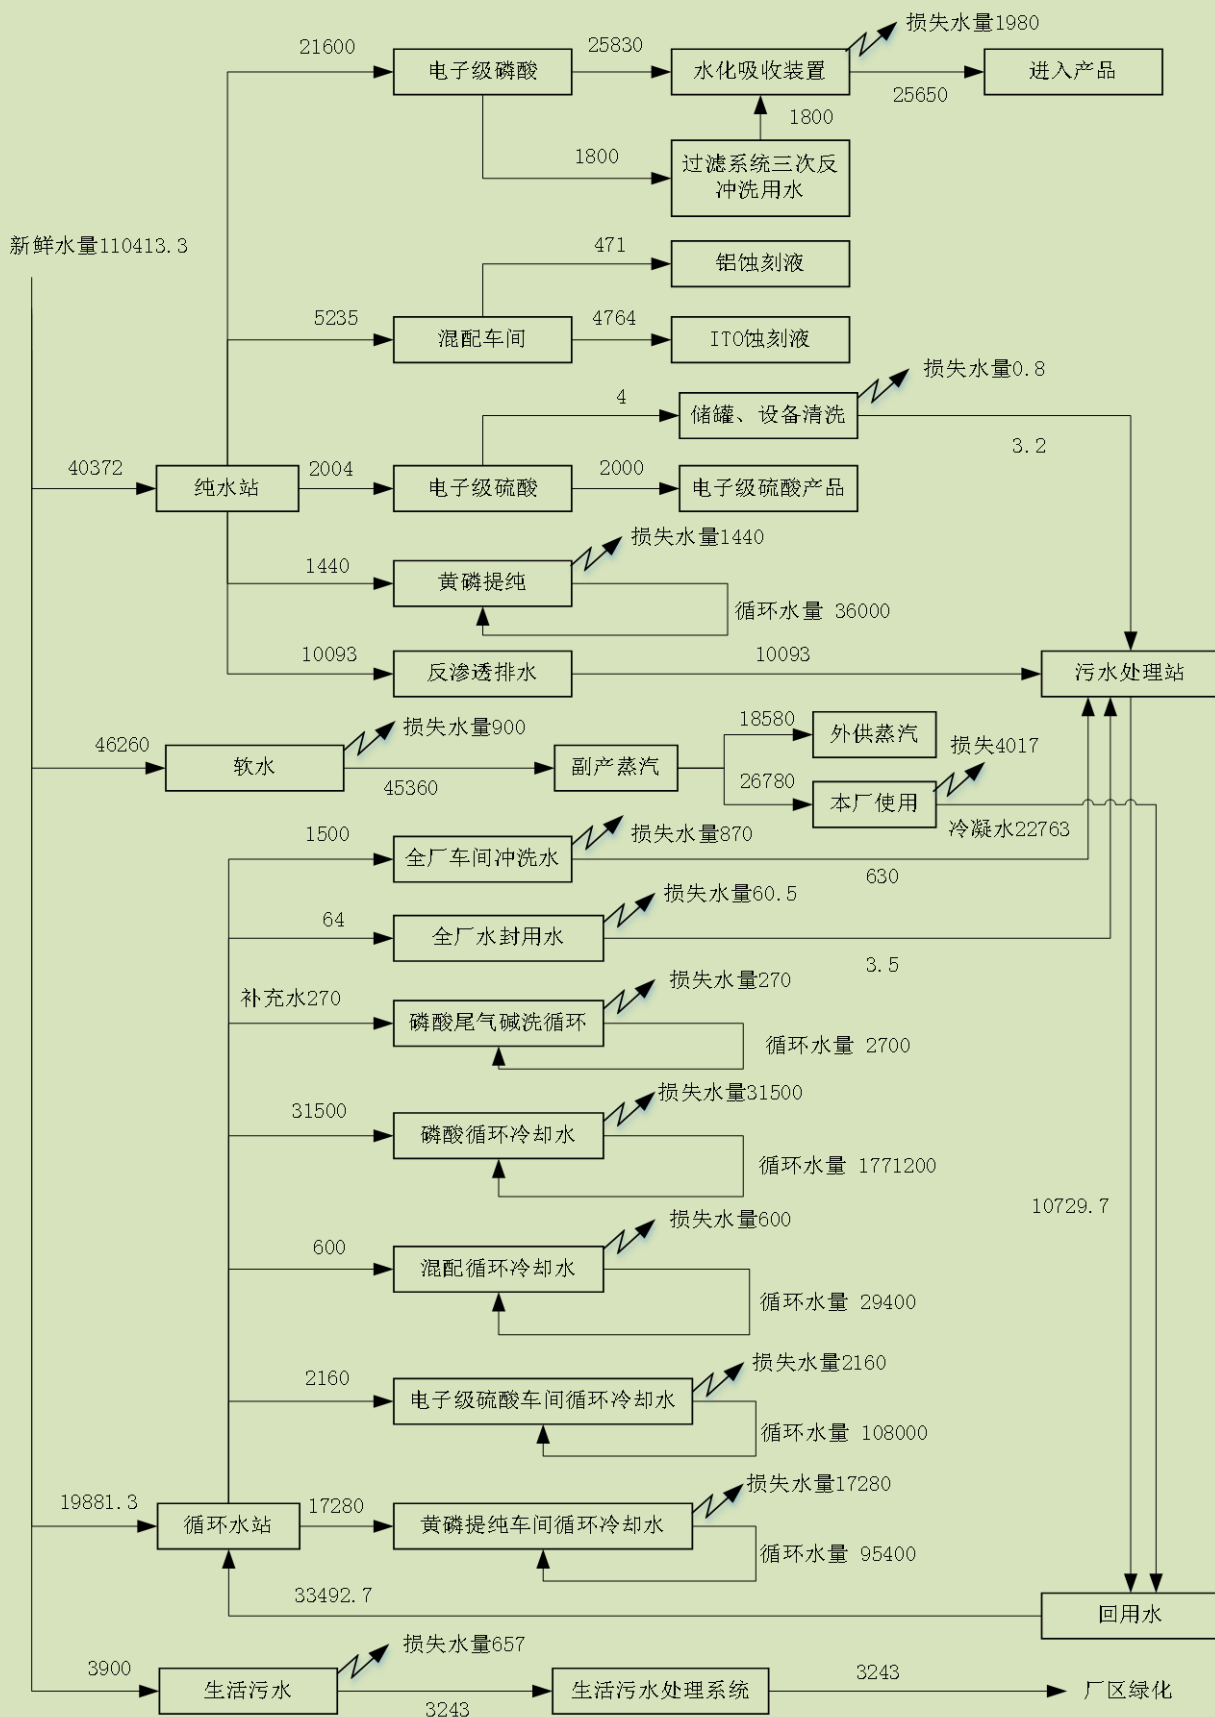 损失水量1980
21600
电子级磷酸
25830
水化吸收装置
25650
进入产品
1800
1800
过滤系统三次反
冲洗用水
新鲜水量110413.3
471
铝蚀刻液
5235
混配车间
4764
ITO蚀刻液
损失水量0.8
4
储罐、设备清洗
3.2
40372
纯水站
2004
电子级硫酸
2000
电子级硫酸产品
损失水量1440
1440
黄磷提纯
循环水量 36000
10093
反渗透排水
10093
污水处理站
损失水量900
18580
外供蒸汽
46260
软水
45360
副产蒸汽
损失4017
26780
本厂使用
冷凝水22763
1500
全厂车间冲洗水
损失水量870
630
损失水量60.5
64
全厂水封用水
3.5
损失水量270
补充水270
磷酸尾气碱洗循环
循环水量 2700
损失水量31500
31500
磷酸循环冷却水
循环水量 1771200
10729.7
损失水量600
600
混配循环冷却水
循环水量 29400
损失水量2160
2160
电子级硫酸车间循环冷却水
循环水量 108000
损失水量17280
19881.3
循环水站
17280
黄磷提纯车间循环冷却水
循环水量 95400
33492.7
回用水
损失水量657
3900
生活污水
3243
生活污水处理系统
3243
厂区绿化